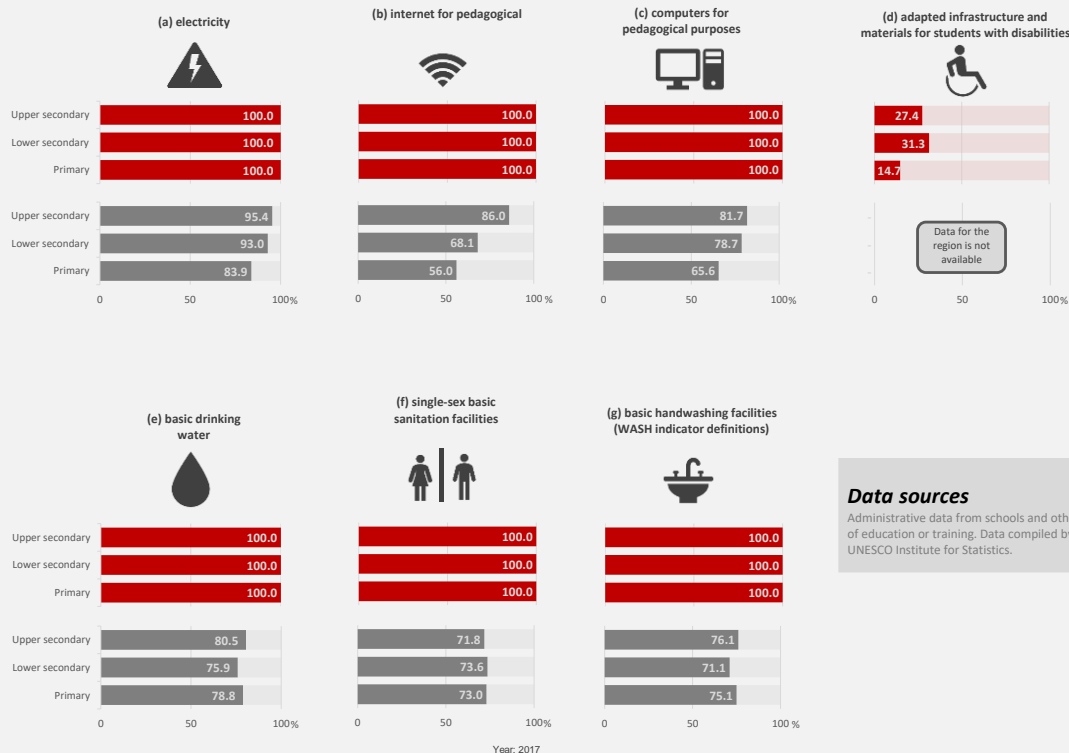 (a) electricity
(b) internet for pedagogical
(c) computers for
pedagogical purposes
(d) adapted infrastructure and
materials for students with disabilities
Upper secondary
100.0
100.0
100.0
27.4
Lower secondary
100.0
100.0
100.0
31.3
Primary
100.0
100.0
100.0
14.7
Upper secondary
95.4
86.0
81.7
Lower secondary
93.0
68.1
78.7
Primary
83.9
56.0
65.6
Data for the
region is not
available
0 50 100%
0 50 100%
0 50 100%
0 50 100%
(e) basic drinking
water
(f) single-sex basic
sanitation facilities
(g) basic handwashing facilities
(WASH indicator definitions)
Upper secondary
100.0
100.0
100.0
Lower secondary
100.0
100.0
100.0
Primary
100.0
100.0
100.0
Upper secondary
80.5
71.8
76.1
Lower secondary
75.9
73.6
71.1
Primary
78.8
73.0
75.1
0 50 100%
0 50 100%
0 50 100 %
Data sources
Administrative data from schools and oth
of education or training. Data compiled by
UNESCO Institute for Statistics.
Year: 2017